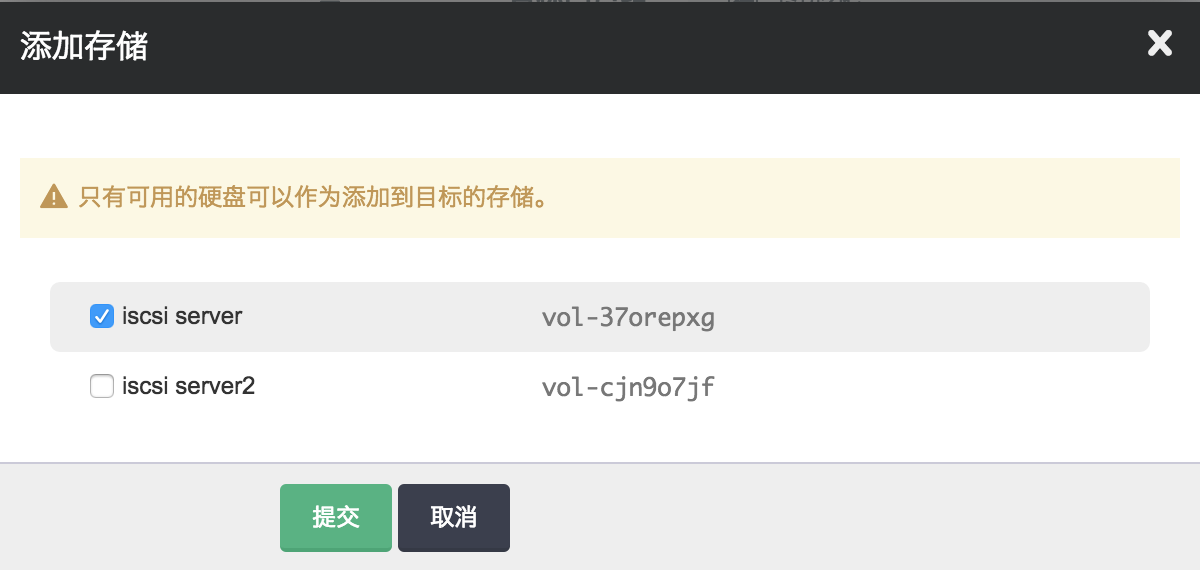 添加存储
只有可用的硬盘可以作为添加到目标的存储。
iscsi server vol-37orepxg
iscsi server2 vol-cjn9o7jf
提交 取消